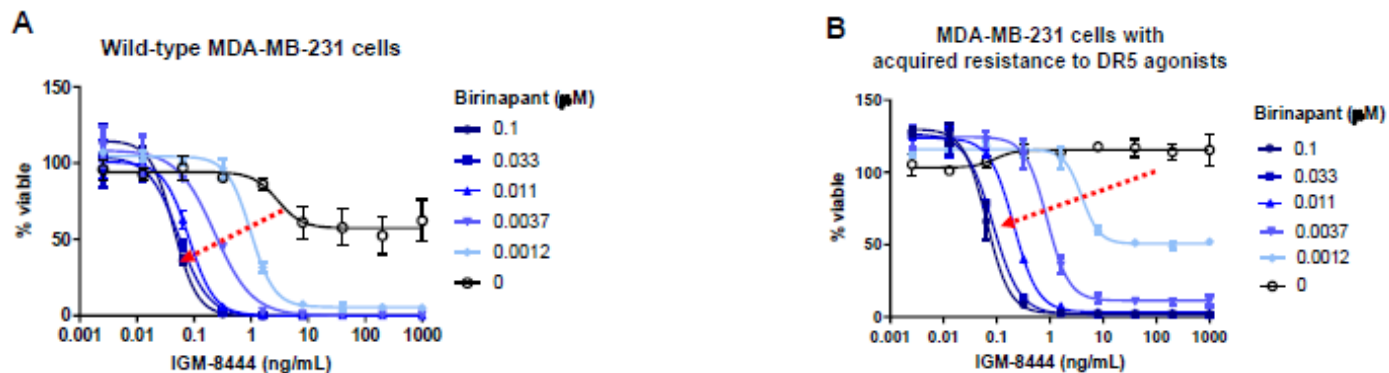 A
Wild-type MDA-MB-231 cells
% viable
150
100
50
0
0.001 0.01 0.1 1 10 100 1000
IGM-8444 (ng/mL)
Birinapant (µM)
0.1
0.033
0.011
0.0037
0.0012
0
B
MDA-MB-231 cells with
acquired resistance to DR5 agonists
% viable
150
100
50
0
0.001 0.01 0.1 1 10 100 1000
IGM-8444 (ng/mL)
Birinapant (µM)
0.1
0.033
0.011
0.0037
0.0012
0